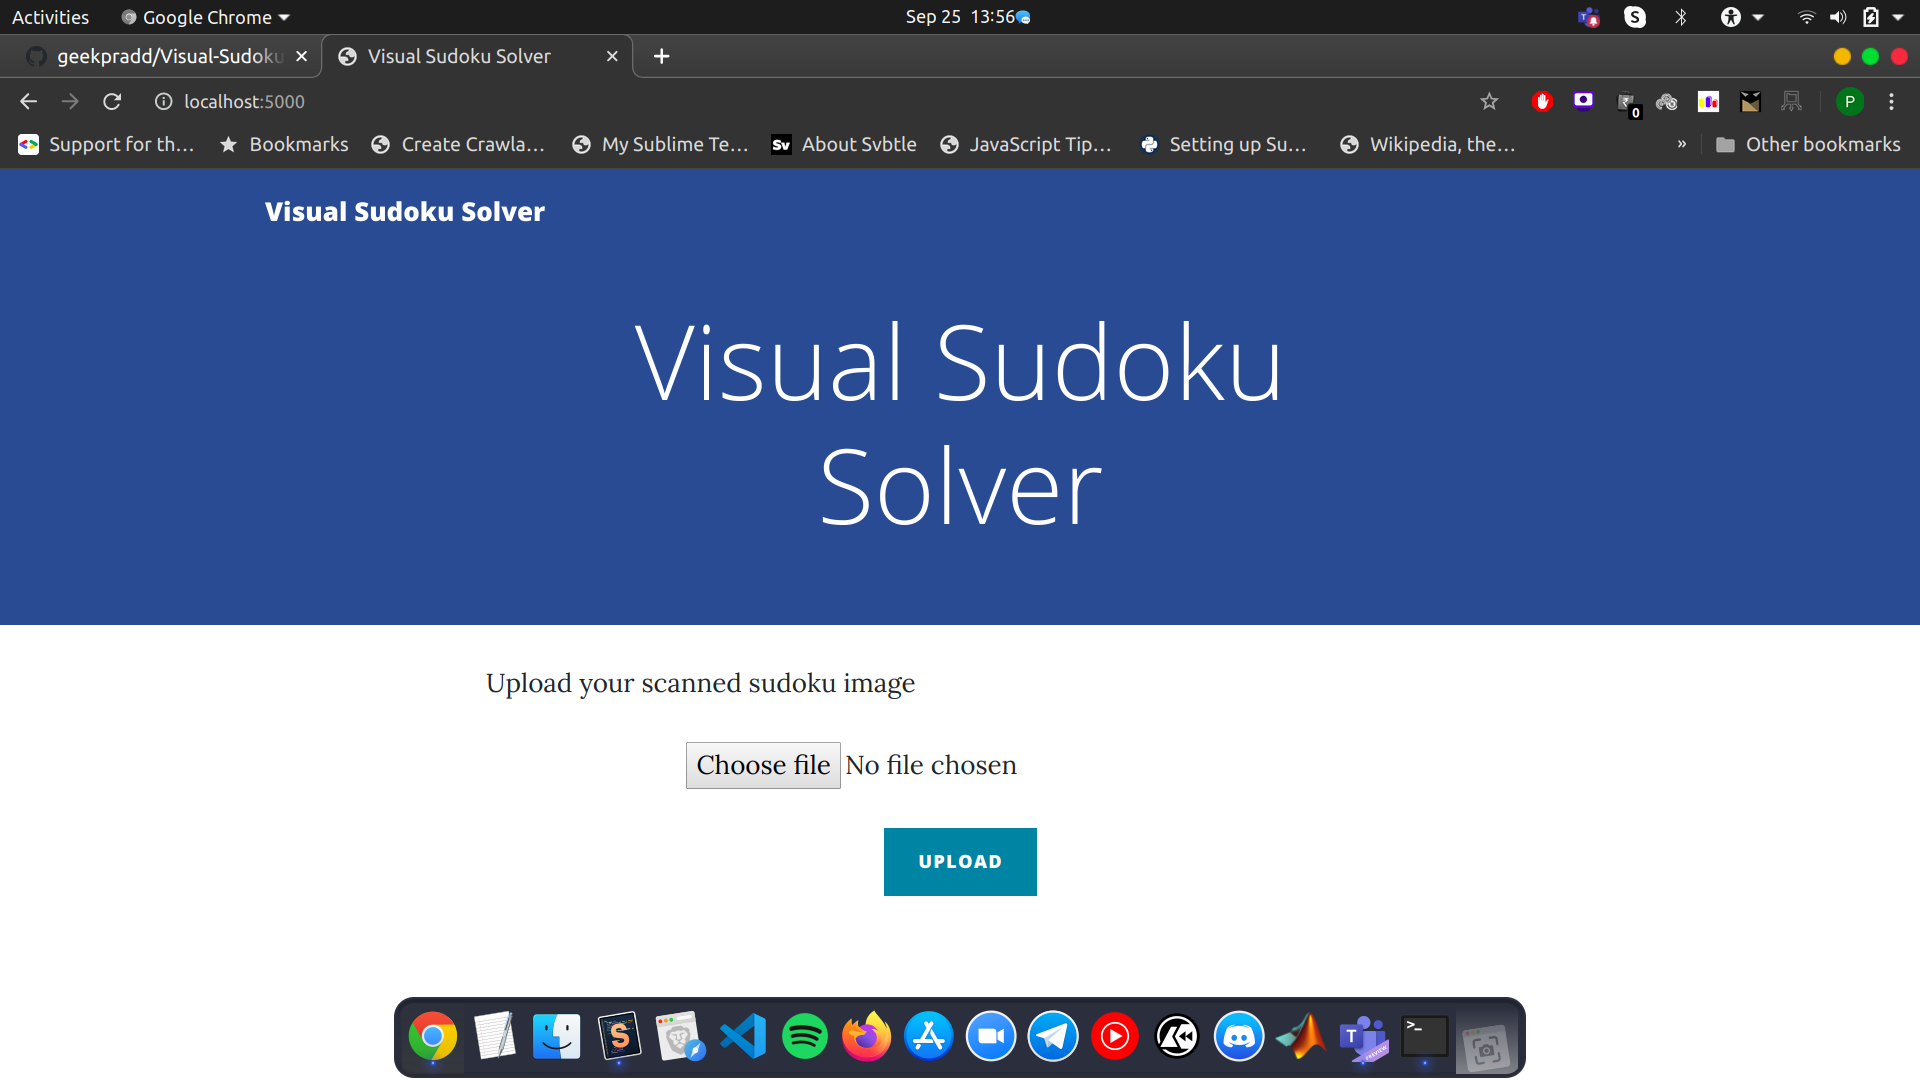 Activities Google Chrome Sep 25 13:56
geekpradd/Visual-Sudoku Visual Sudoku Solver
localhost:5000 0 P
Support for th… Bookmarks Create Crawla… My Sublime Te… Sv About Svbtle JavaScript Tip… Setting up Su… Wikipedia, the… » Other bookmarks
Visual Sudoku Solver
Visual Sudoku
Solver
Upload your scanned sudoku image
Choose file No file chosen
UPLOAD